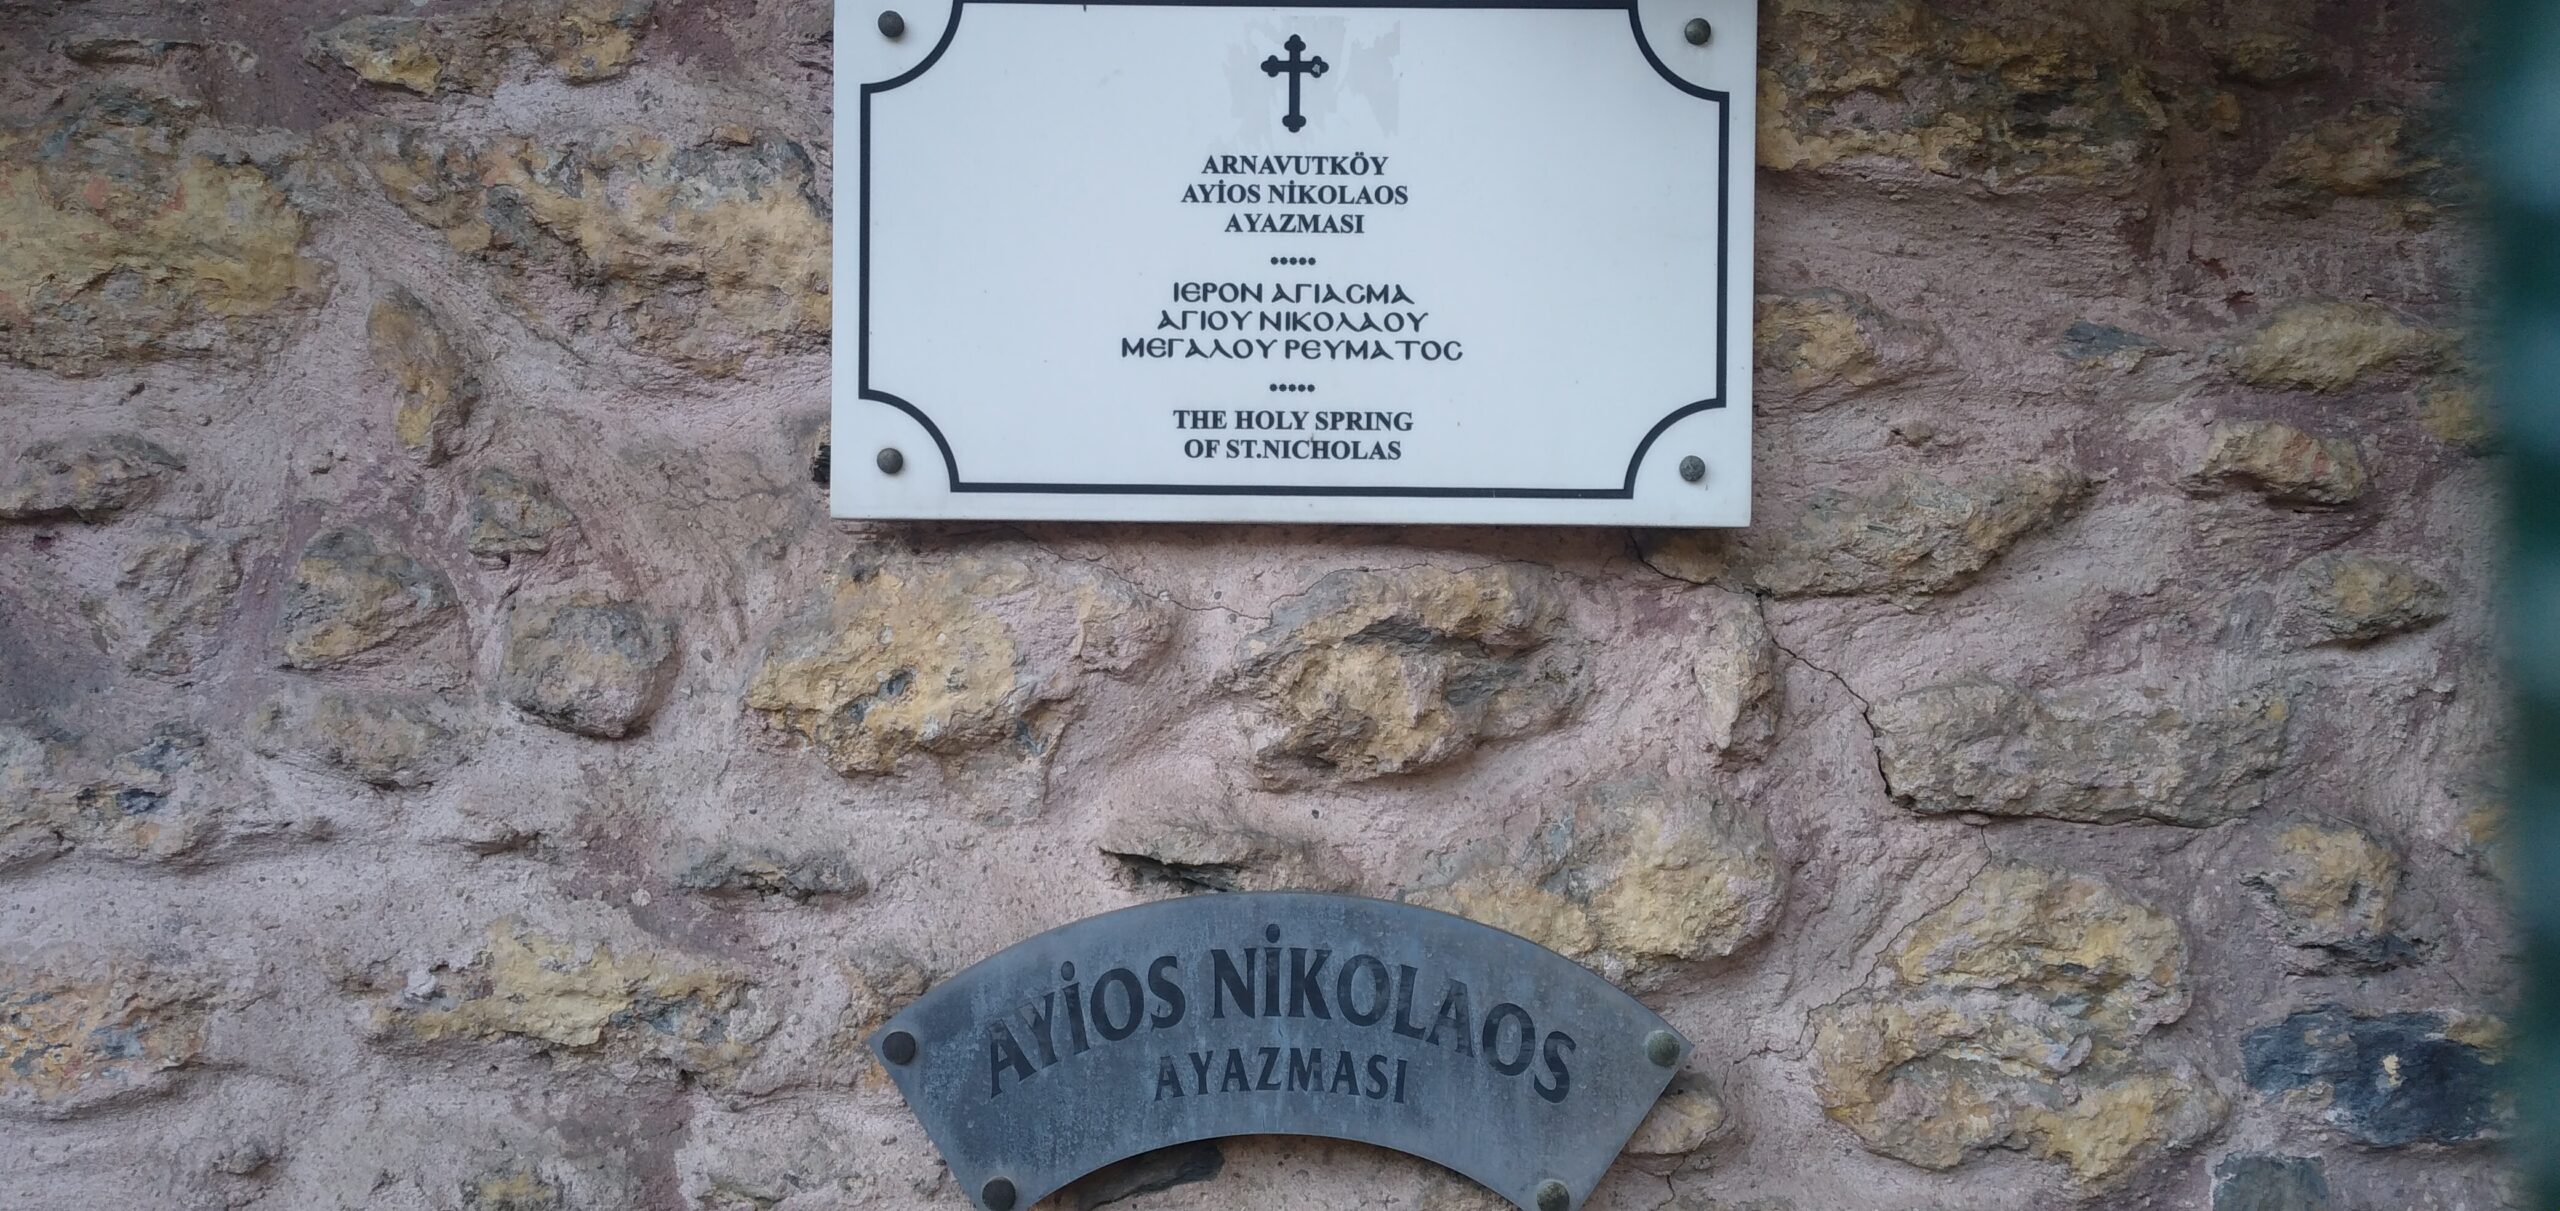 ARNAVUTKÖY
AYİOS NİKOLAOS
AYAZMASI
ΙΕΡΟΝ ΑΓΙΑϹΜΑ
ΑΓΙΟΥ ΝΙΚΟΛΑΟΥ
ΜΕΓΑΛΟΥ ΡΕΥΜΑΤΟϹ
THE HOLY SPRING
OF ST.NICHOLAS
AYİOS NİKOLAOS
AYAZMASI